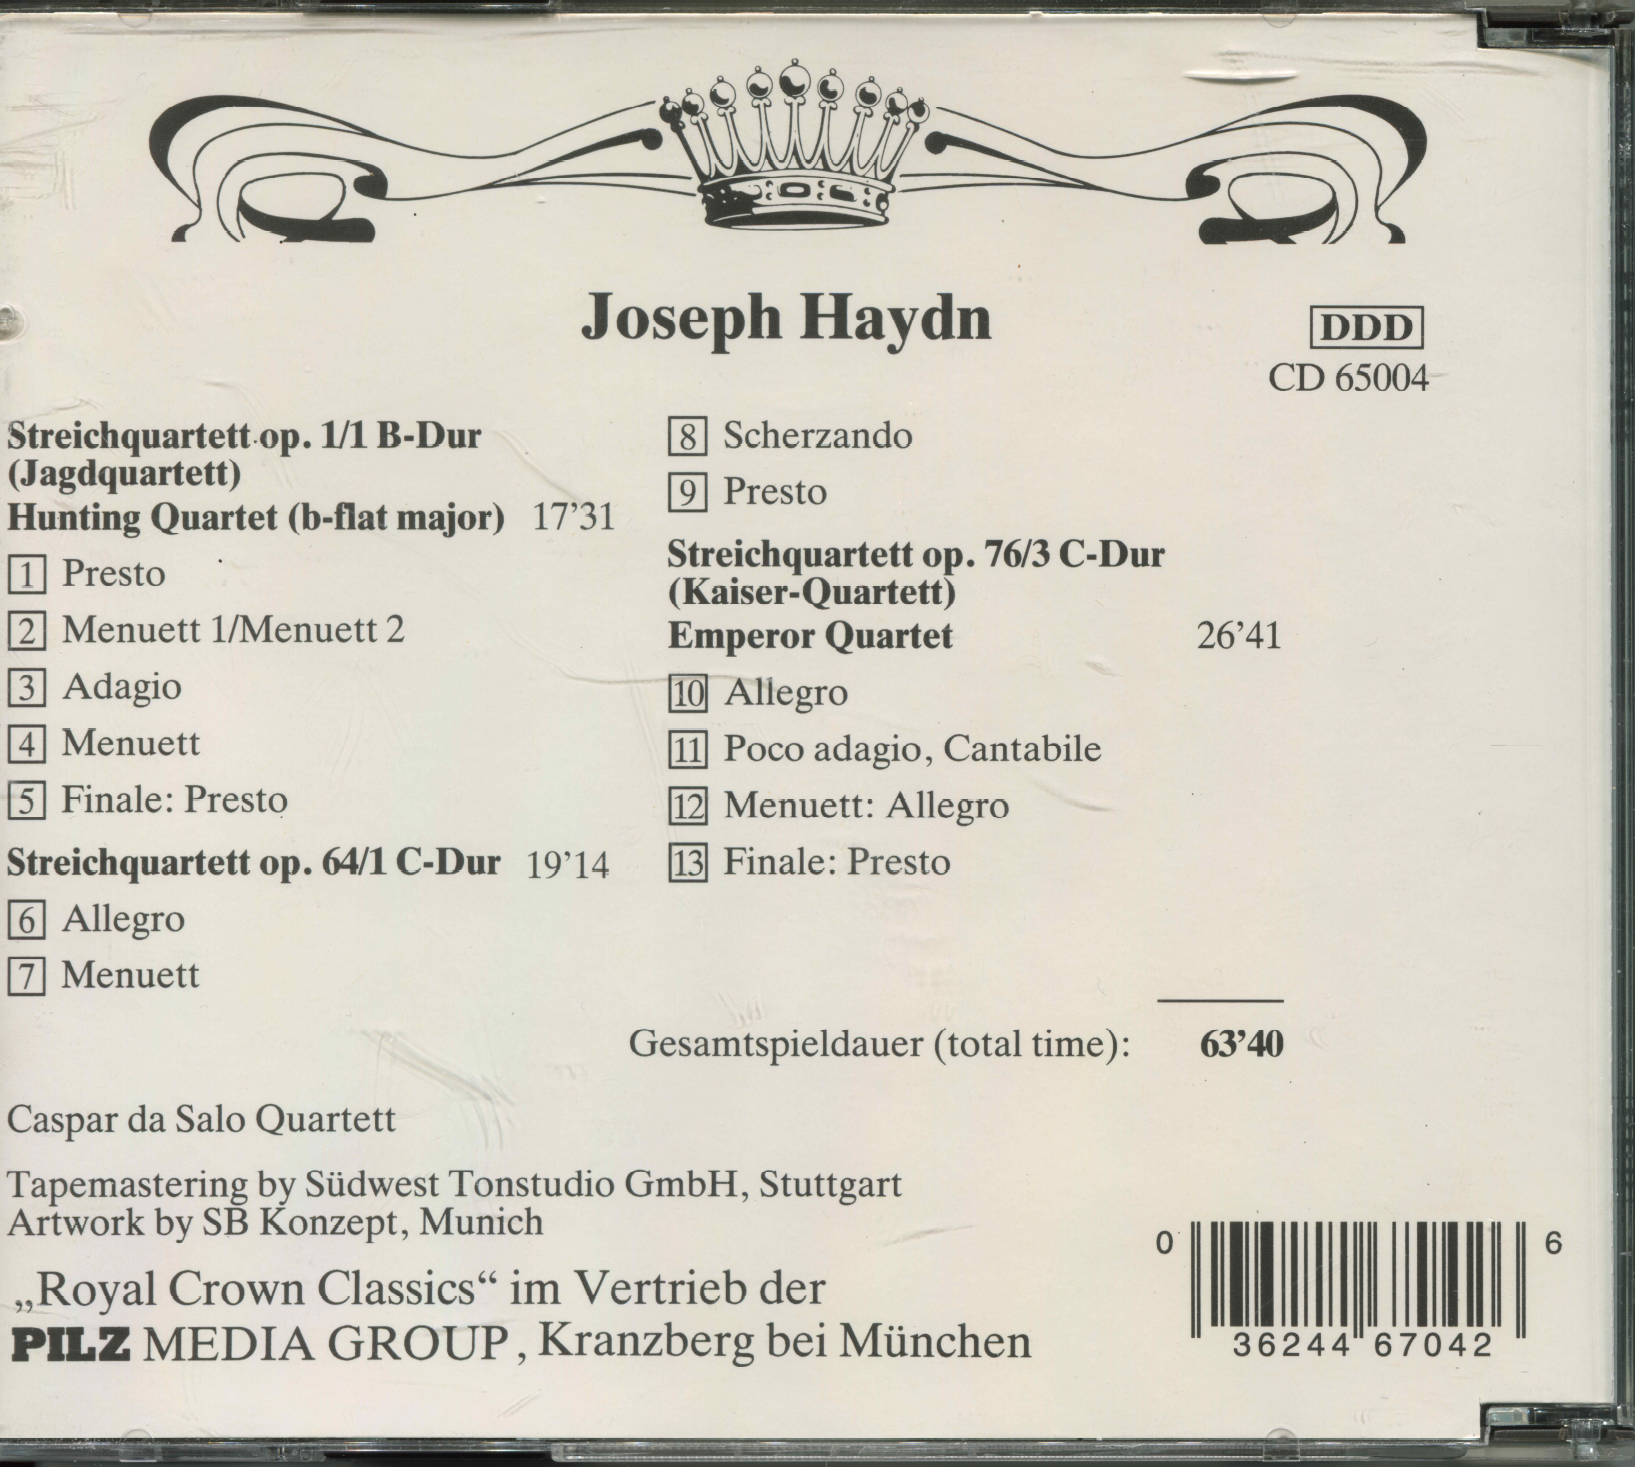 Joseph Haydn
DDD
CD 65004
Streichquartett op. 1/1 B-Dur
(Jagdquartett)
Hunting Quartet (b-flat major) 17’31
1 Presto
2 Menuett 1/Menuett 2
3 Adagio
4 Menuett
5 Finale: Presto
Streichquartett op. 64/1 C-Dur 19’14
6 Allegro
7 Menuett
8 Scherzando
9 Presto
Streichquartett op. 76/3 C-Dur
(Kaiser-Quartett)
Emperor Quartet 26’41
10 Allegro
11 Poco adagio, Cantabile
12 Menuett: Allegro
13 Finale: Presto
Gesamtspieldauer (total time): 63’40
Caspar da Salo Quartett
Tapemastering by Südwest Tonstudio GmbH, Stuttgart
Artwork by SB Konzept, Munich
„Royal Crown Classics“ im Vertrieb der
PILZ MEDIA GROUP, Kranzberg bei München
0 36244 67042 6